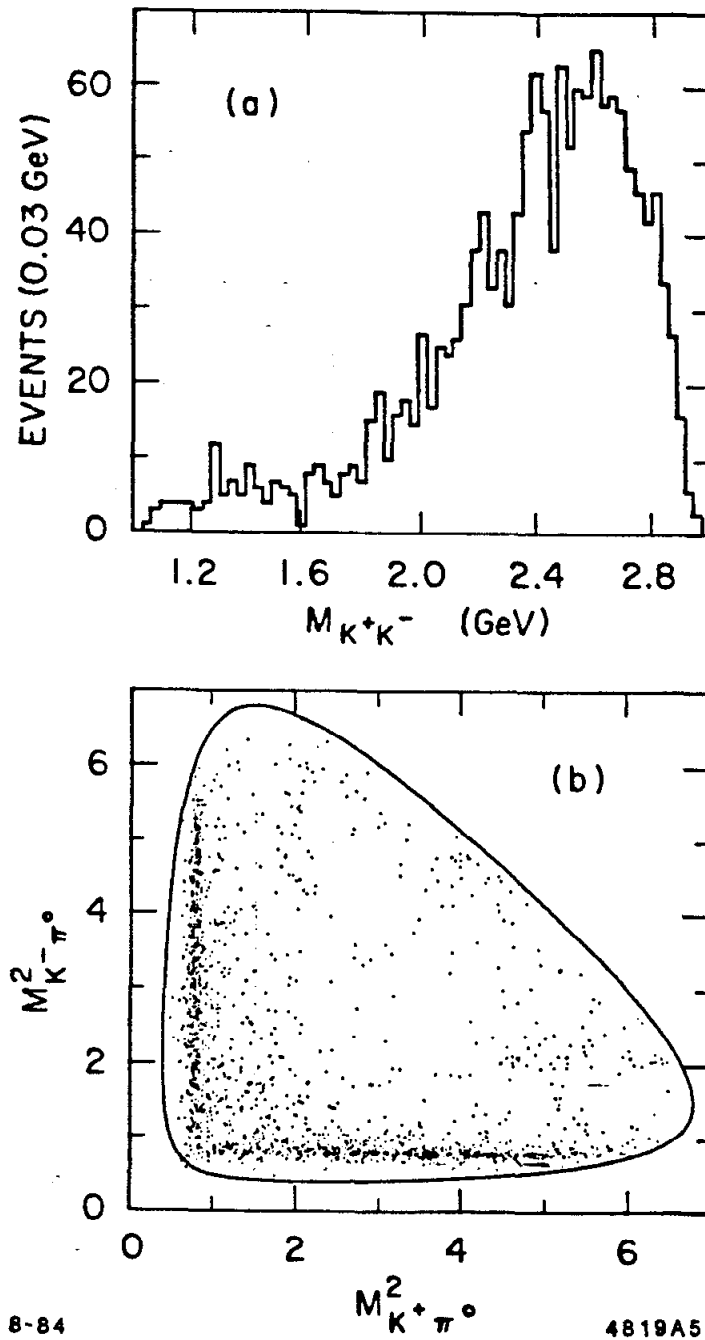 (a)
EVENTS (0.03 GeV)
60
40
20
0
1.2 1.6 2.0 2.4 2.8
M K+K- (GeV)
(b)
M²K-π°
6
4
2
0
0 2 4 6
M²K+π°
8-84 4819A5